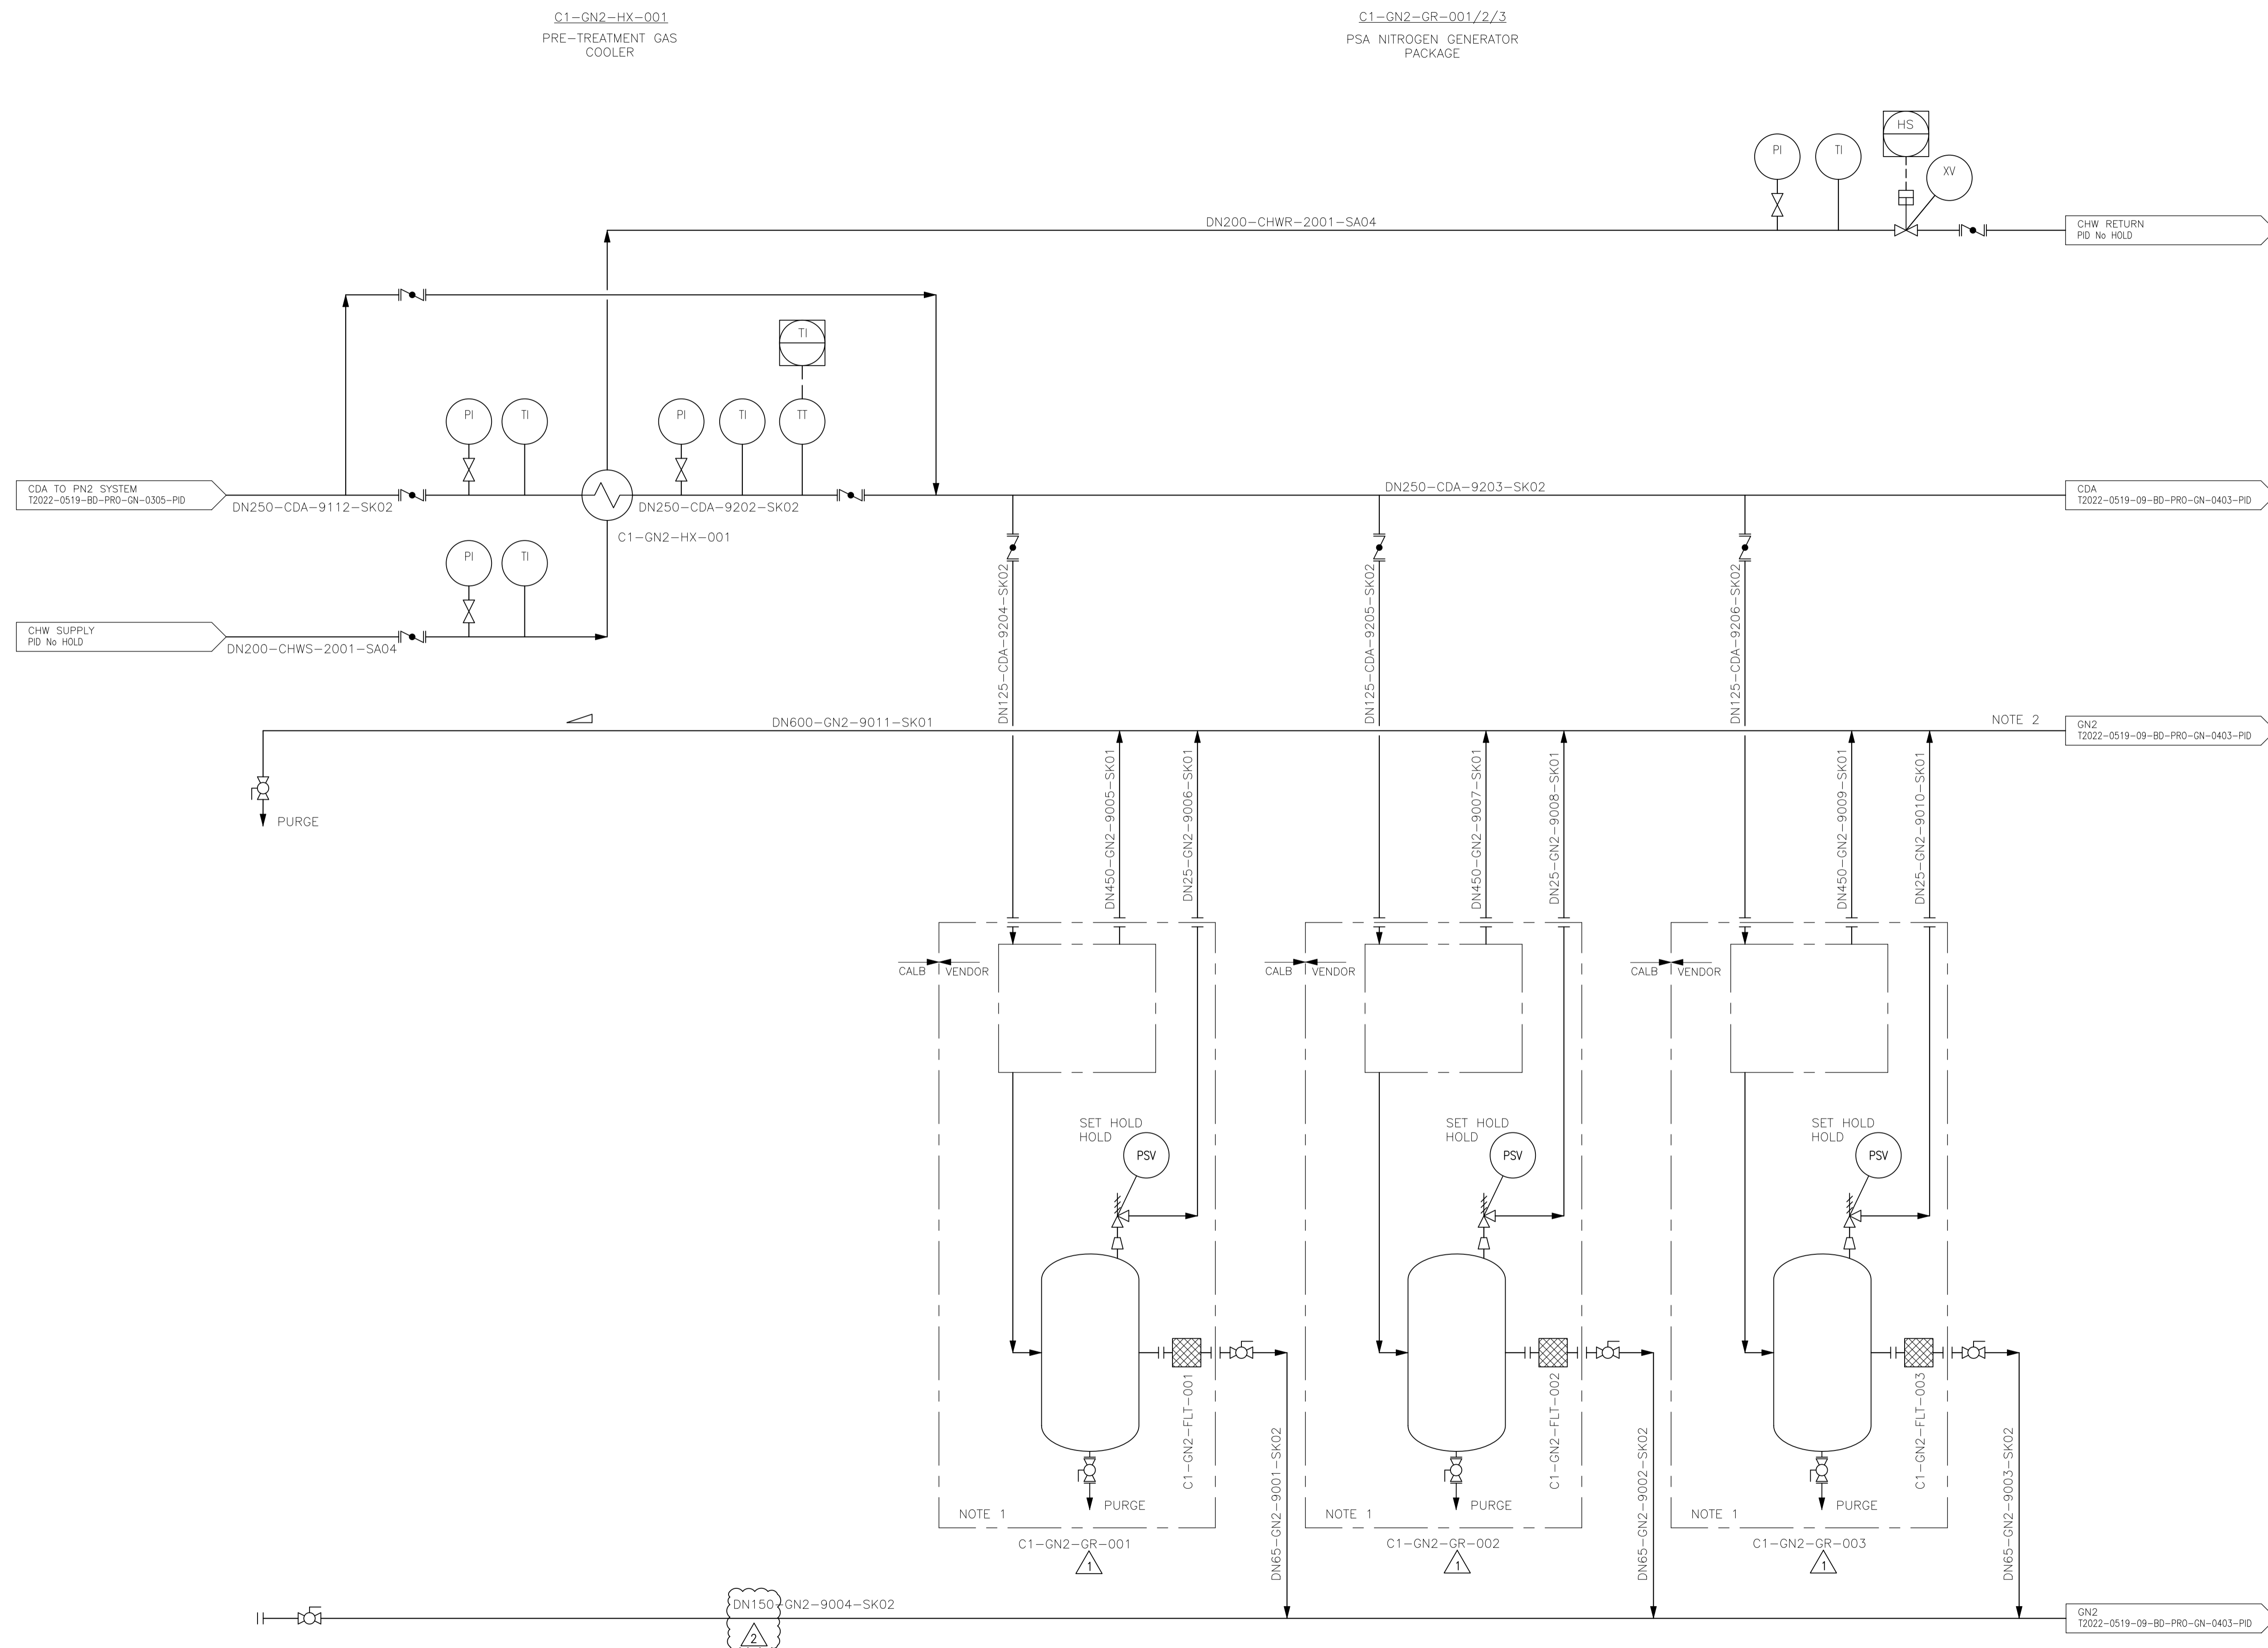 C1-GN2-HX-001
PRE-TREATMENT GAS
COOLER
C1-GN2-GR-001/2/3
PSA NITROGEN GENERATOR
PACKAGE
HS
PI
TI
XV
DN200-CHWR-2001-SA04
CHW RETURN
PID No HOLD
TI
PI
TI
PI
TI
TT
CDA TO PN2 SYSTEM
T2022-0519-BD-PRO-GN-0305-PID
DN250-CDA-9112-SK02
DN250-CDA-9202-SK02
DN250-CDA-9203-SK02
CDA
T2022-0519-09-BD-PRO-GN-0403-PID
C1-GN2-HX-001
PI
TI
CHW SUPPLY
PID No HOLD
DN200-CHWS-2001-SA04
DN125-CDA-9204-SK02
DN125-CDA-9205-SK02
DN125-CDA-9206-SK02
DN600-GN2-9011-SK01
NOTE 2
GN2
T2022-0519-09-BD-PRO-GN-0403-PID
PURGE
DN450-GN2-9005-SK01
DN25-GN2-9006-SK01
DN450-GN2-9007-SK01
DN25-GN2-9008-SK01
DN450-GN2-9009-SK01
DN25-GN2-9010-SK01
CALB
VENDOR
CALB
VENDOR
CALB
VENDOR
SET HOLD
HOLD
PSV
SET HOLD
HOLD
PSV
SET HOLD
HOLD
PSV
C1-GN2-FLT-001
C1-GN2-FLT-002
C1-GN2-FLT-003
DN65-GN2-9001-SK02
DN65-GN2-9002-SK02
DN65-GN2-9003-SK02
PURGE
PURGE
PURGE
NOTE 1
NOTE 1
NOTE 1
C1-GN2-GR-001
1
C1-GN2-GR-002
1
C1-GN2-GR-003
1
DN150-GN2-9004-SK02
2
GN2
T2022-0519-09-BD-PRO-GN-0403-PID